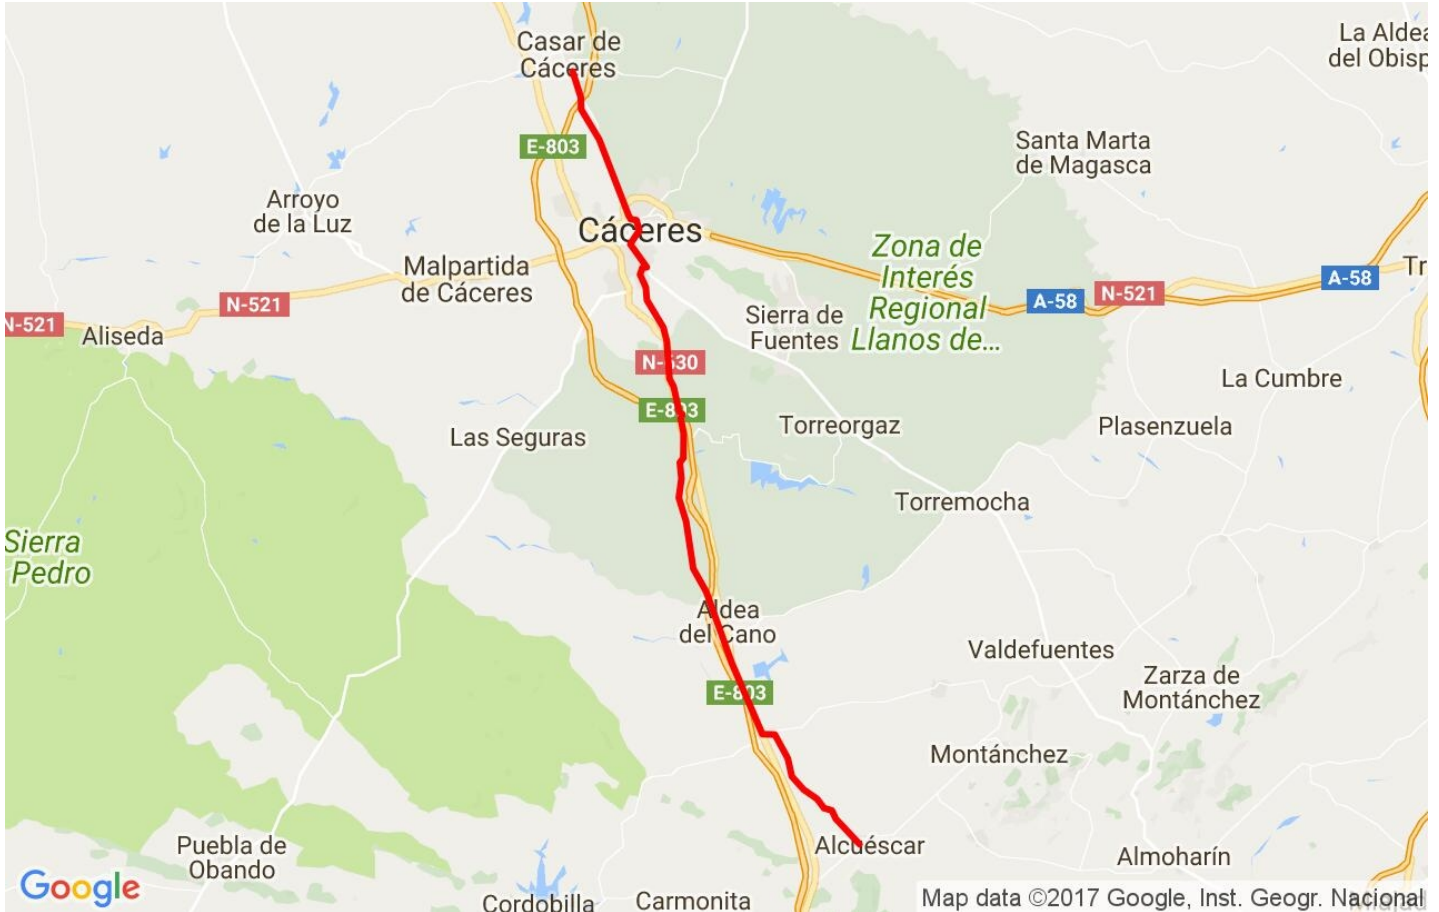 Casar de
Cáceres
La Aldea
del Obisp
E-803
Santa Marta
de Magasca
Arroyo
de la Luz
Cáceres
Zona de
Interés
Regional
Llanos de...
Malpartida
de Cáceres
Tr
A-58
N-521
A-58
N-521
N-521
Aliseda
Sierra de
Fuentes
N-630
La Cumbre
E-803
Las Seguras
Torreorgaz
Plasenzuela
Torremocha
Sierra
Pedro
Aldea
del Cano
Valdefuentes
Zarza de
Montánchez
E-803
Montánchez
Puebla de
Obando
Alcuéscar
Almoharín
Google
Cordobilla
Carmonita
Map data ©2017 Google, Inst. Geogr. Nacional